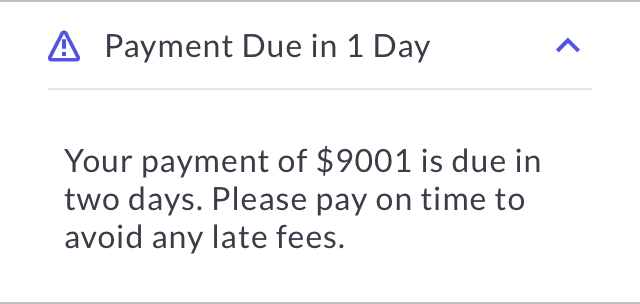 Payment Due in 1 Day
Your payment of $9001 is due in
two days. Please pay on time to
avoid any late fees.